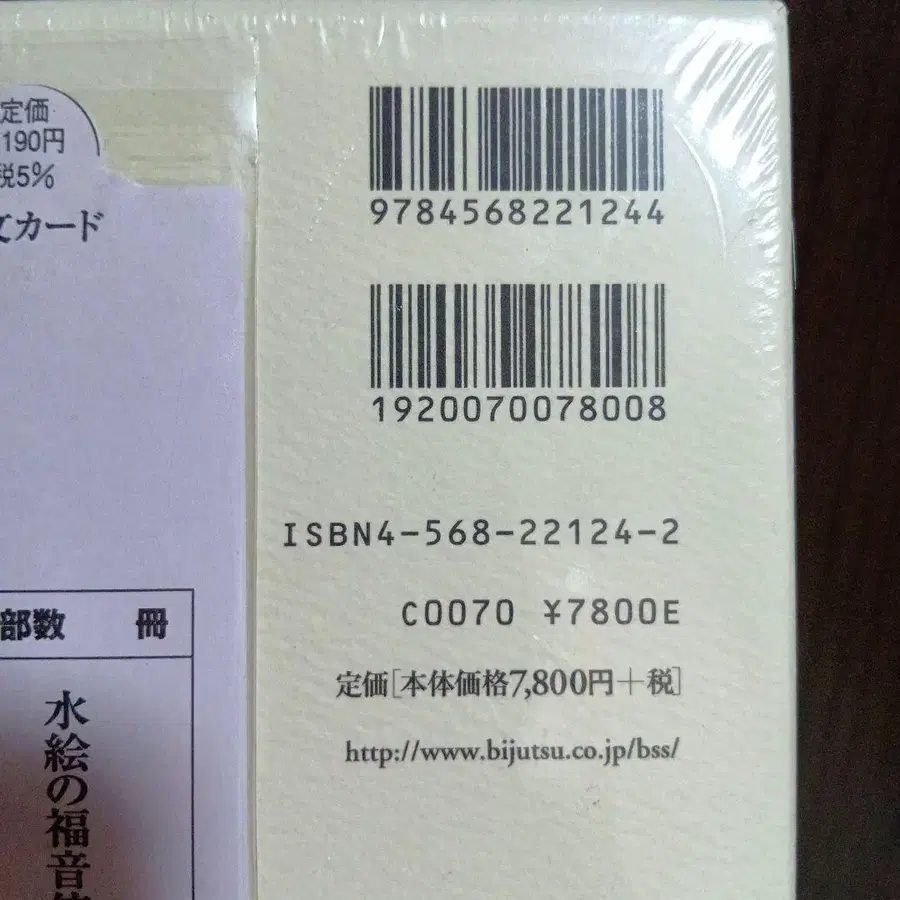 定価
190円
税5%
カード
部数 冊
水絵の福音
9784568221244
1920070078008
ISBN4-568-22124-2
C0070 ¥7800E
定価[本体価格7,800円+税]
http://www.bijutsu.co.jp/bss/